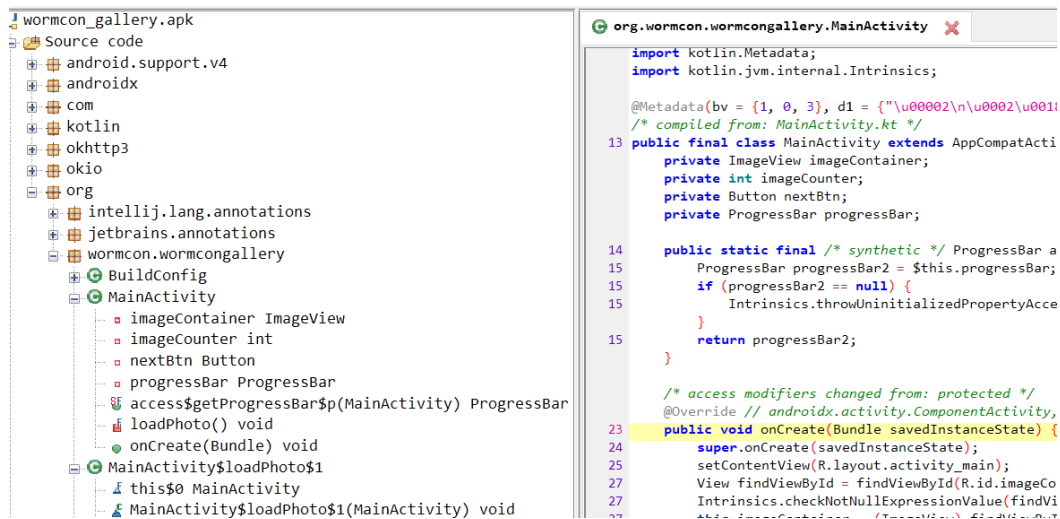 wormcon_gallery.apk
Source code
android.support.v4
androidx
com
kotlin
okhttp3
okio
org
intellij.lang.annotations
jetbrains.annotations
wormcon.wormcongallery
BuildConfig
MainActivity
imageContainer ImageView
imageCounter int
nextBtn Button
progressBar ProgressBar
access$getProgressBar$p(MainActivity) ProgressBar
loadPhoto() void
onCreate(Bundle) void
MainActivity$loadPhoto$1
this$0 MainActivity
MainActivity$loadPhoto$1(MainActivity) void
org.wormcon.wormcongallery.MainActivity
import kotlin.Metadata;
import kotlin.jvm.internal.Intrinsics;
@Metadata(bv = {1, 0, 3}, d1 = {"\u00002\n\u0002\u0018
/* compiled from: MainActivity.kt */
13 public final class MainActivity extends AppCompatActi
private ImageView imageContainer;
private int imageCounter;
private Button nextBtn;
private ProgressBar progressBar;
14 public static final /* synthetic */ ProgressBar a
15 ProgressBar progressBar2 = $this.progressBar;
15 if (progressBar2 == null) {
15 Intrinsics.throwUninitializedPropertyAcce
}
15 return progressBar2;
}
/* access modifiers changed from: protected */
@Override // androidx.activity.ComponentActivity,
23 public void onCreate(Bundle savedInstanceState) {
24 super.onCreate(savedInstanceState);
25 setContentView(R.layout.activity_main);
27 View findViewById = findViewById(R.id.imageCo
27 Intrinsics.checkNotNullExpressionValue(findVi
27 this.imageContainer = (ImageView) findViewBy